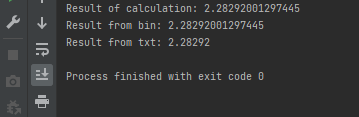 Result of calculation: 2.28292001297445
Result from bin: 2.28292001297445
Result from txt: 2.28292
Process finished with exit code 0